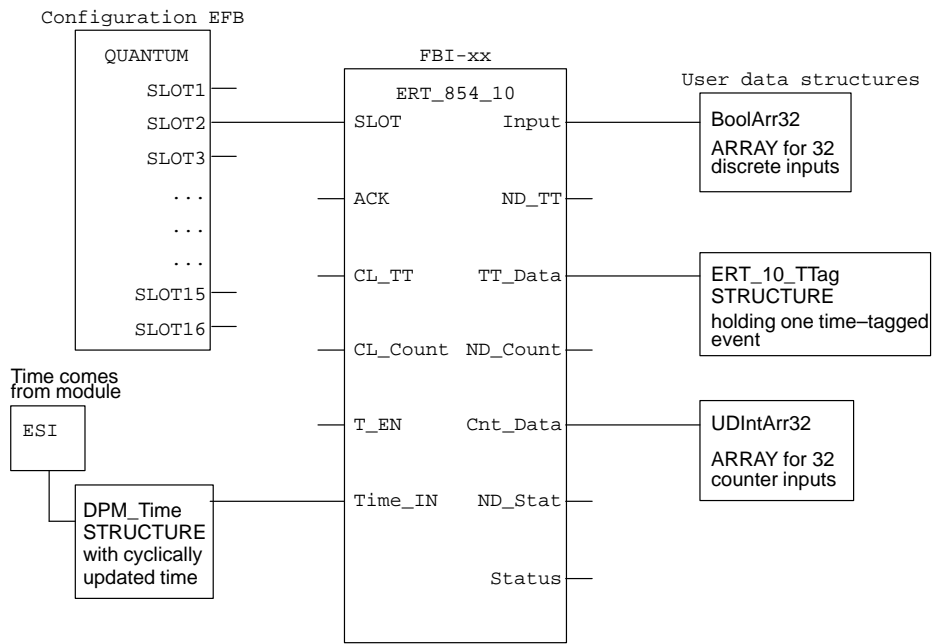 Configuration EFB
QUANTUM
SLOT1
SLOT2
SLOT3
...
...
...
SLOT15
SLOT16
Time comes
from module
ESI
DPM_Time
STRUCTURE
with cyclically
updated time
FBI-xx
ERT_854_10
SLOT Input
ACK ND_TT
CL_TT TT_Data
CL_Count ND_Count
T_EN Cnt_Data
Time_IN ND_Stat
Status
User data structures
BoolArr32
ARRAY for 32
discrete inputs
ERT_10_TTag
STRUCTURE
holding one time–tagged
event
UDIntArr32
ARRAY for 32
counter inputs